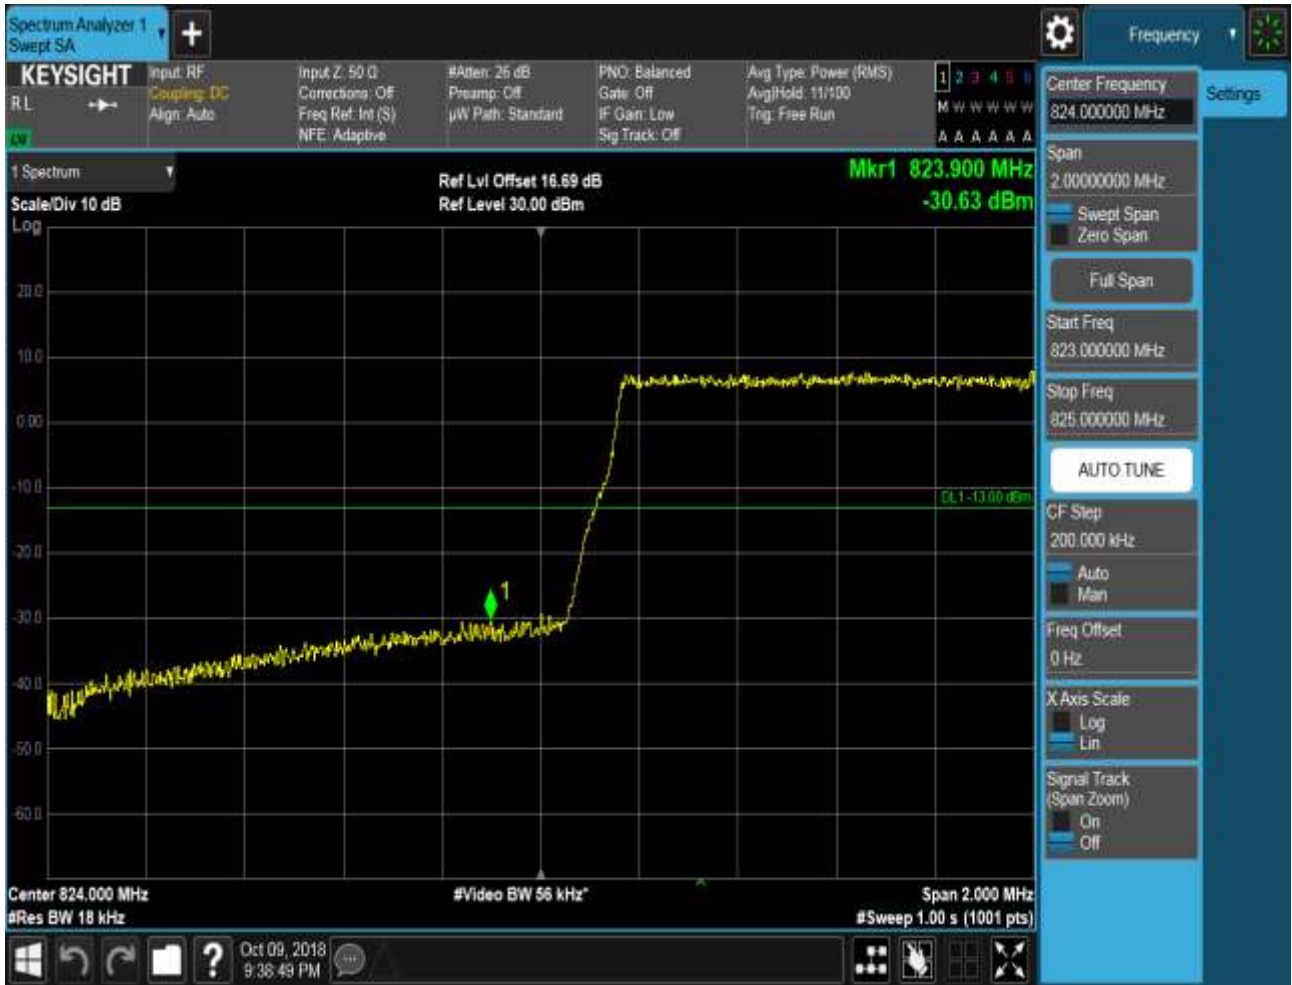 Spectrum Analyzer 1
Swept SA
+
Frequency
KEYSIGHT
R L
Input: RF
Coupling: DC
Align: Auto
Input Z: 50 Ω
Corrections: Off
Freq Ref: Int (S)
NFE: Adaptive
#Atten: 26 dB
Preamp: Off
µW Path: Standard
PNO: Balanced
Gate: Off
IF Gain: Low
Sig Track: Off
Avg Type: Power (RMS)
Avg|Hold: 11/100
Trig: Free Run
1 2 3 4 5 6
M W W W W W
A A A A A A
1 Spectrum
Scale/Div 10 dB
Log
Ref Lvl Offset 16.69 dB
Ref Level 30.00 dBm
Mkr1 823.900 MHz
-30.63 dBm
20.0
10.0
0.00
-10.0
DL1 -13.00 dBm
-20.0
1
-30.0
-40.0
-50.0
-60.0
Center 824.000 MHz
#Res BW 18 kHz
#Video BW 56 kHz*
Span 2.000 MHz
#Sweep 1.00 s (1001 pts)
Center Frequency
824.000000 MHz
Settings
Span
2.00000000 MHz
Swept Span
Zero Span
Full Span
Start Freq
823.000000 MHz
Stop Freq
825.000000 MHz
AUTO TUNE
CF Step
200.000 kHz
Auto
Man
Freq Offset
0 Hz
X Axis Scale
Log
Lin
Signal Track
(Span Zoom)
On
Off
?
Oct 09, 2018
9:38:49 PM